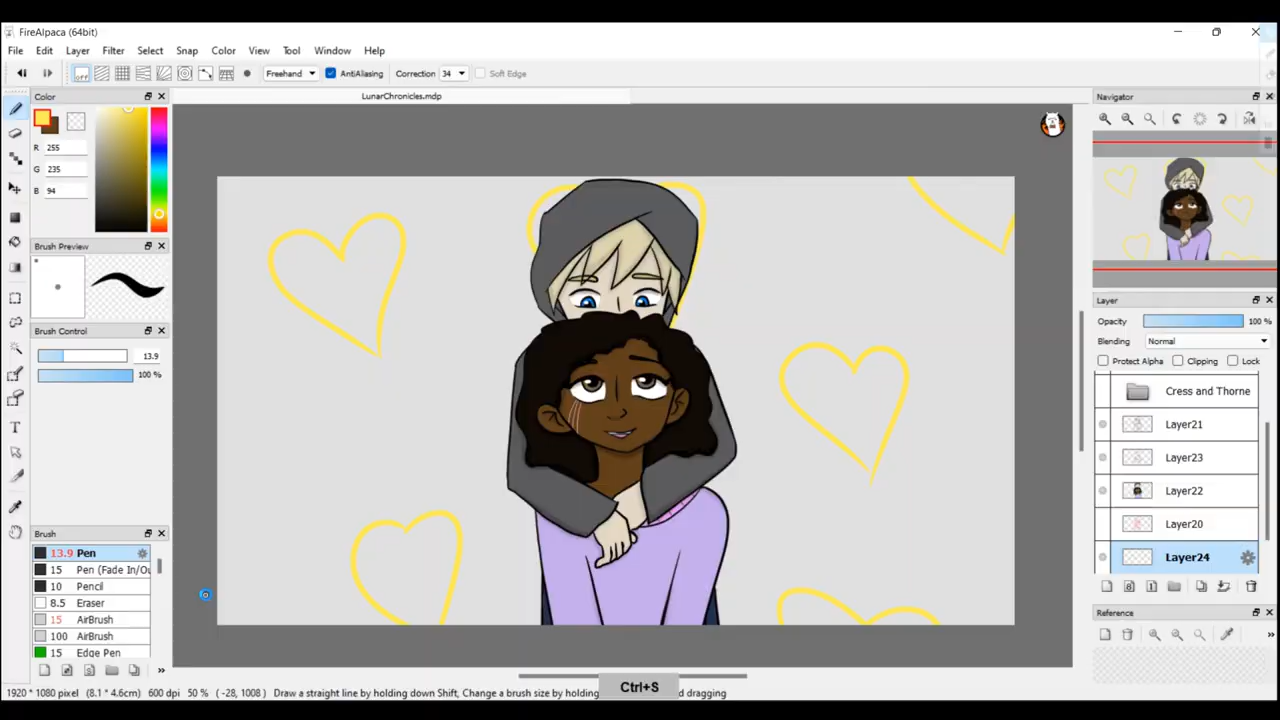 FireAlpaca (64bit)
File Edit Layer Filter Select Snap Color View Tool Window Help
OFF Freehand AntiAliasing Correction 34 Soft Edge
Color LunarChronicles.mdp Navigator
R 255
G 235
B 94
Brush Preview
Layer
Opacity 100 %
Brush Control
Blending Normal
13.9 Protect Alpha Clipping Lock
100 %
Cress and Thorne
Layer21
Layer23
Layer22
Layer20
Brush
13.9 Pen Layer24
15 Pen (Fade In/Ou
10 Pencil
8.5 Eraser
Reference
15 AirBrush
100 AirBrush
15 Edge Pen
Ctrl+S
1920 * 1080 pixel (8.1 * 4.6cm) 600 dpi 50 % ( -28, 1008 ) Draw a straight line by holding down Shift, Change a brush size by holding d dragging